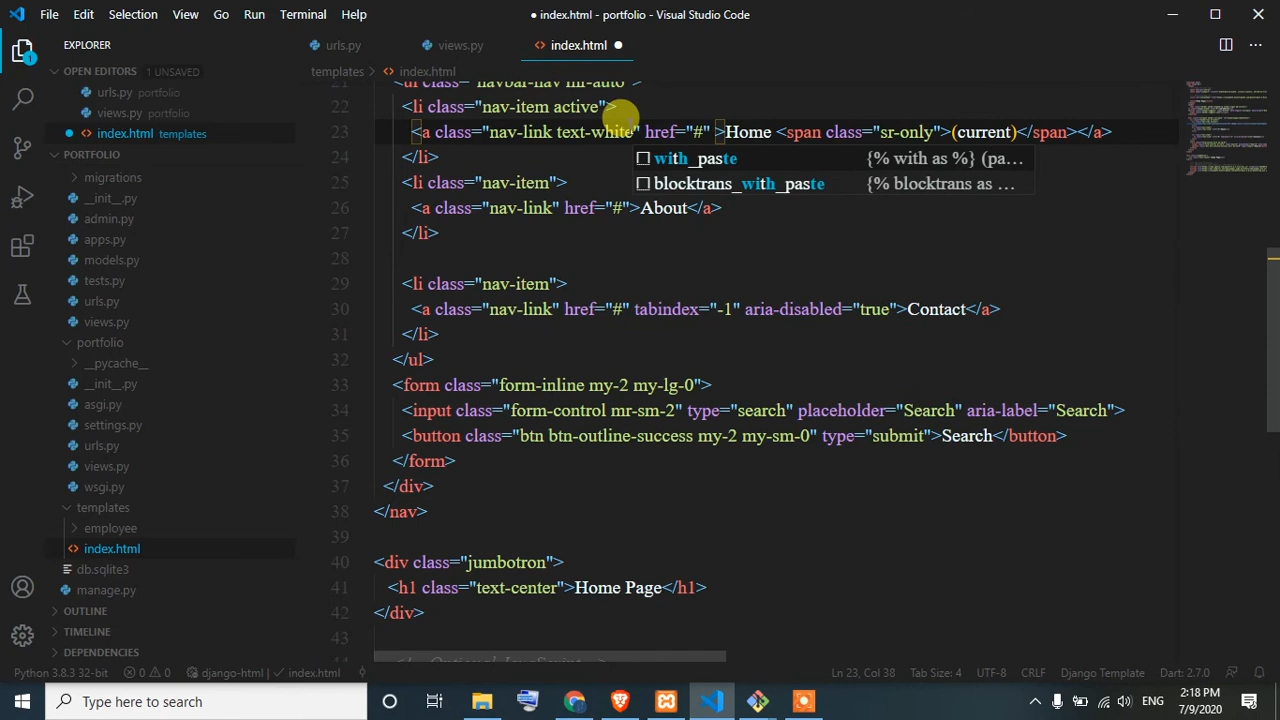 File Edit Selection View Go Run Terminal Help
● index.html - portfolio - Visual Studio Code
EXPLORER
urls.py
views.py
index.html
OPEN EDITORS 1 UNSAVED
templates > index.html
urls.py portfolio
views.py portfolio
index.html templates
PORTFOLIO
migrations
__init__.py
admin.py
apps.py
models.py
tests.py
urls.py
views.py
portfolio
__pycache__
__init__.py
asgi.py
settings.py
urls.py
views.py
wsgi.py
templates
employee
index.html
db.sqlite3
manage.py
OUTLINE
TIMELINE
DEPENDENCIES
21 <ul class="navbar-nav mr-auto">
22 <li class="nav-item active">
23 <a class="nav-link text-white" href="#" >Home <span class="sr-only">(current)</span></a>
with_paste {% with as %} (pa…
blocktrans_with_paste {% blocktrans as …
24 </li>
25 <li class="nav-item">
26 <a class="nav-link" href="#">About</a>
27 </li>
28
29 <li class="nav-item">
30 <a class="nav-link" href="#" tabindex="-1" aria-disabled="true">Contact</a>
31 </li>
32 </ul>
33 <form class="form-inline my-2 my-lg-0">
34 <input class="form-control mr-sm-2" type="search" placeholder="Search" aria-label="Search">
35 <button class="btn btn-outline-success my-2 my-sm-0" type="submit">Search</button>
36 </form>
37 </div>
38 </nav>
39
40 <div class="jumbotron">
41 <h1 class="text-center">Home Page</h1>
42 </div>
43
44 <!-- Optional JavaScript -->
Python 3.8.3 32-bit 0 0 django-html | index.html
Ln 23, Col 38 Tab Size: 4 UTF-8 CRLF Django Template Dart: 2.7.0
Type here to search
ENG
2:18 PM
7/9/2020